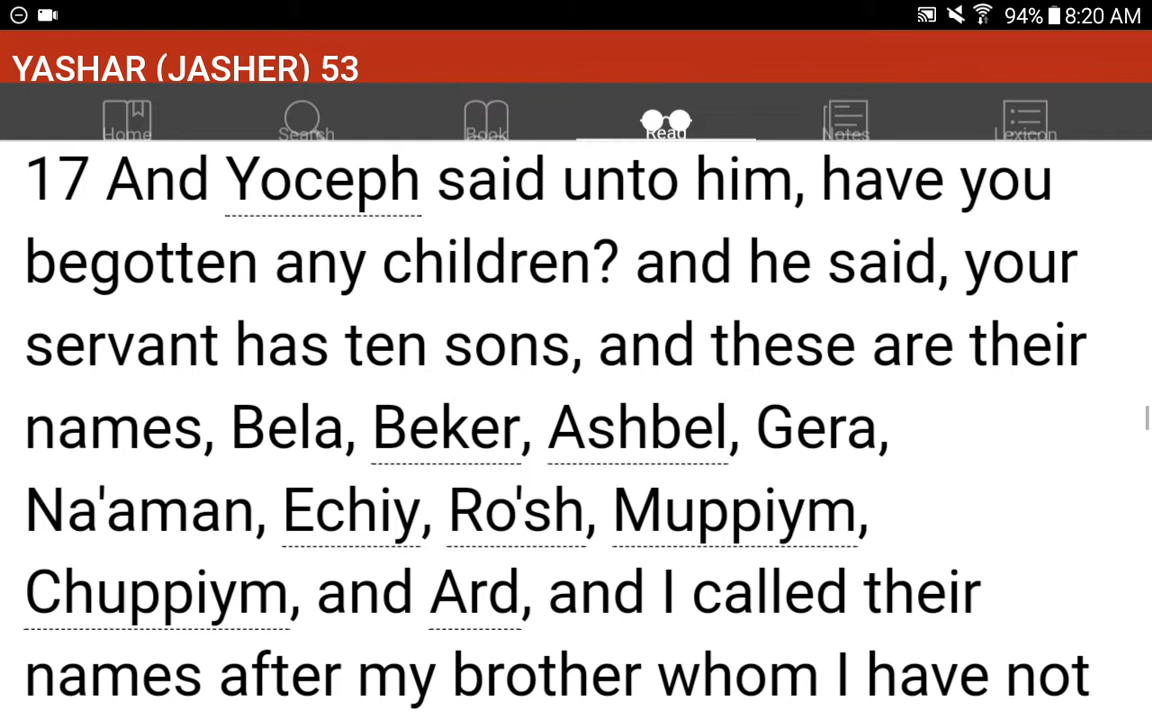 94% 8:20 AM
YASHAR (JASHER) 53
Home Search Book Read Notes Lexicon
17 And Yoceph said unto him, have you
begotten any children? and he said, your
servant has ten sons, and these are their
names, Bela, Beker, Ashbel, Gera,
Na'aman, Echiy, Ro'sh, Muppiym,
Chuppiym, and Ard, and I called their
names after my brother whom I have not